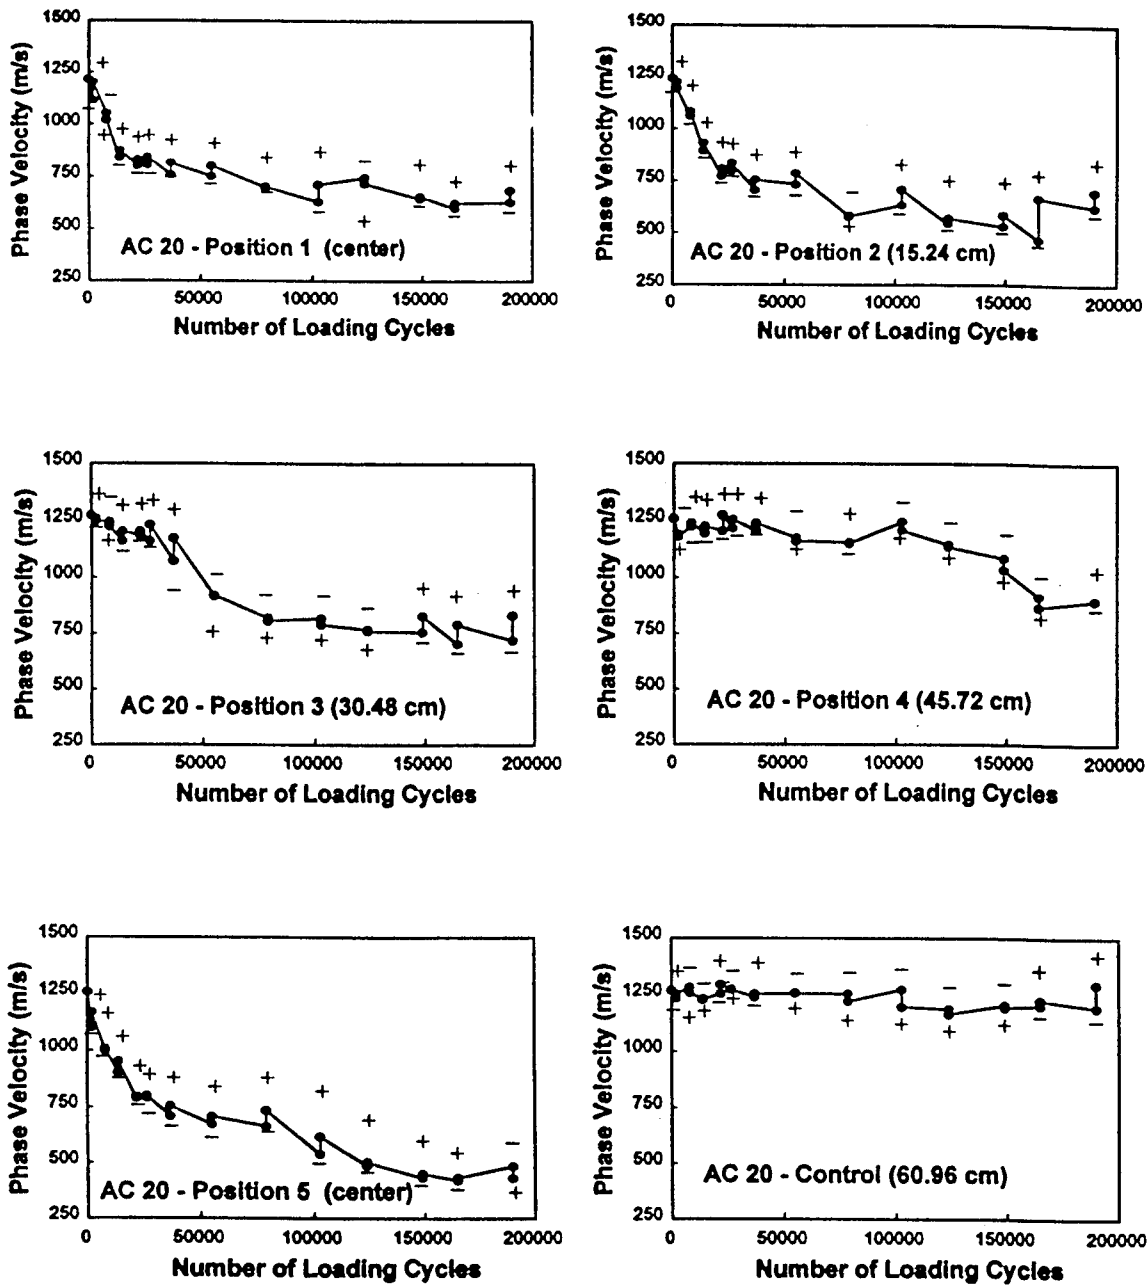 1500
1250
1000
750
500
250
Phase Velocity (m/s)
AC 20 - Position 1 (center)
0 50000 100000 150000 200000
Number of Loading Cycles
1500
1250
1000
750
500
250
Phase Velocity (m/s)
AC 20 - Position 2 (15.24 cm)
0 50000 100000 150000 200000
Number of Loading Cycles
1500
1250
1000
750
500
250
Phase Velocity (m/s)
AC 20 - Position 3 (30.48 cm)
0 50000 100000 150000 200000
Number of Loading Cycles
1500
1250
1000
750
500
250
Phase Velocity (m/s)
AC 20 - Position 4 (45.72 cm)
0 50000 100000 150000 200000
Number of Loading Cycles
1500
1250
1000
750
500
250
Phase Velocity (m/s)
AC 20 - Position 5 (center)
0 50000 100000 150000 200000
Number of Loading Cycles
1500
1250
1000
750
500
250
Phase Velocity (m/s)
AC 20 - Control (60.96 cm)
0 50000 100000 150000 200000
Number of Loading Cycles